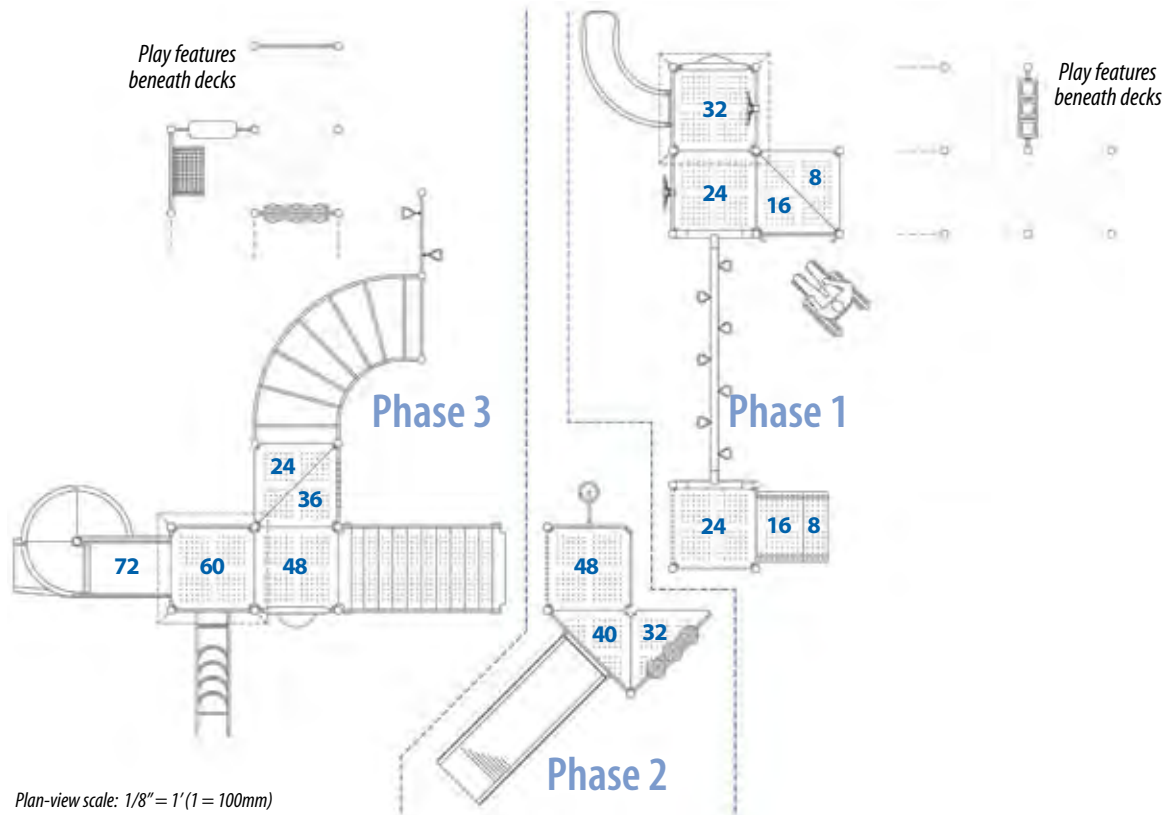 Play features
beneath decks
Play features
beneath decks
32
24
8
16
Phase 3
Phase 1
24
36
24
16
8
72
60
48
48
40
32
Phase 2
Plan-view scale: 1/8" = 1' (1 = 100mm)